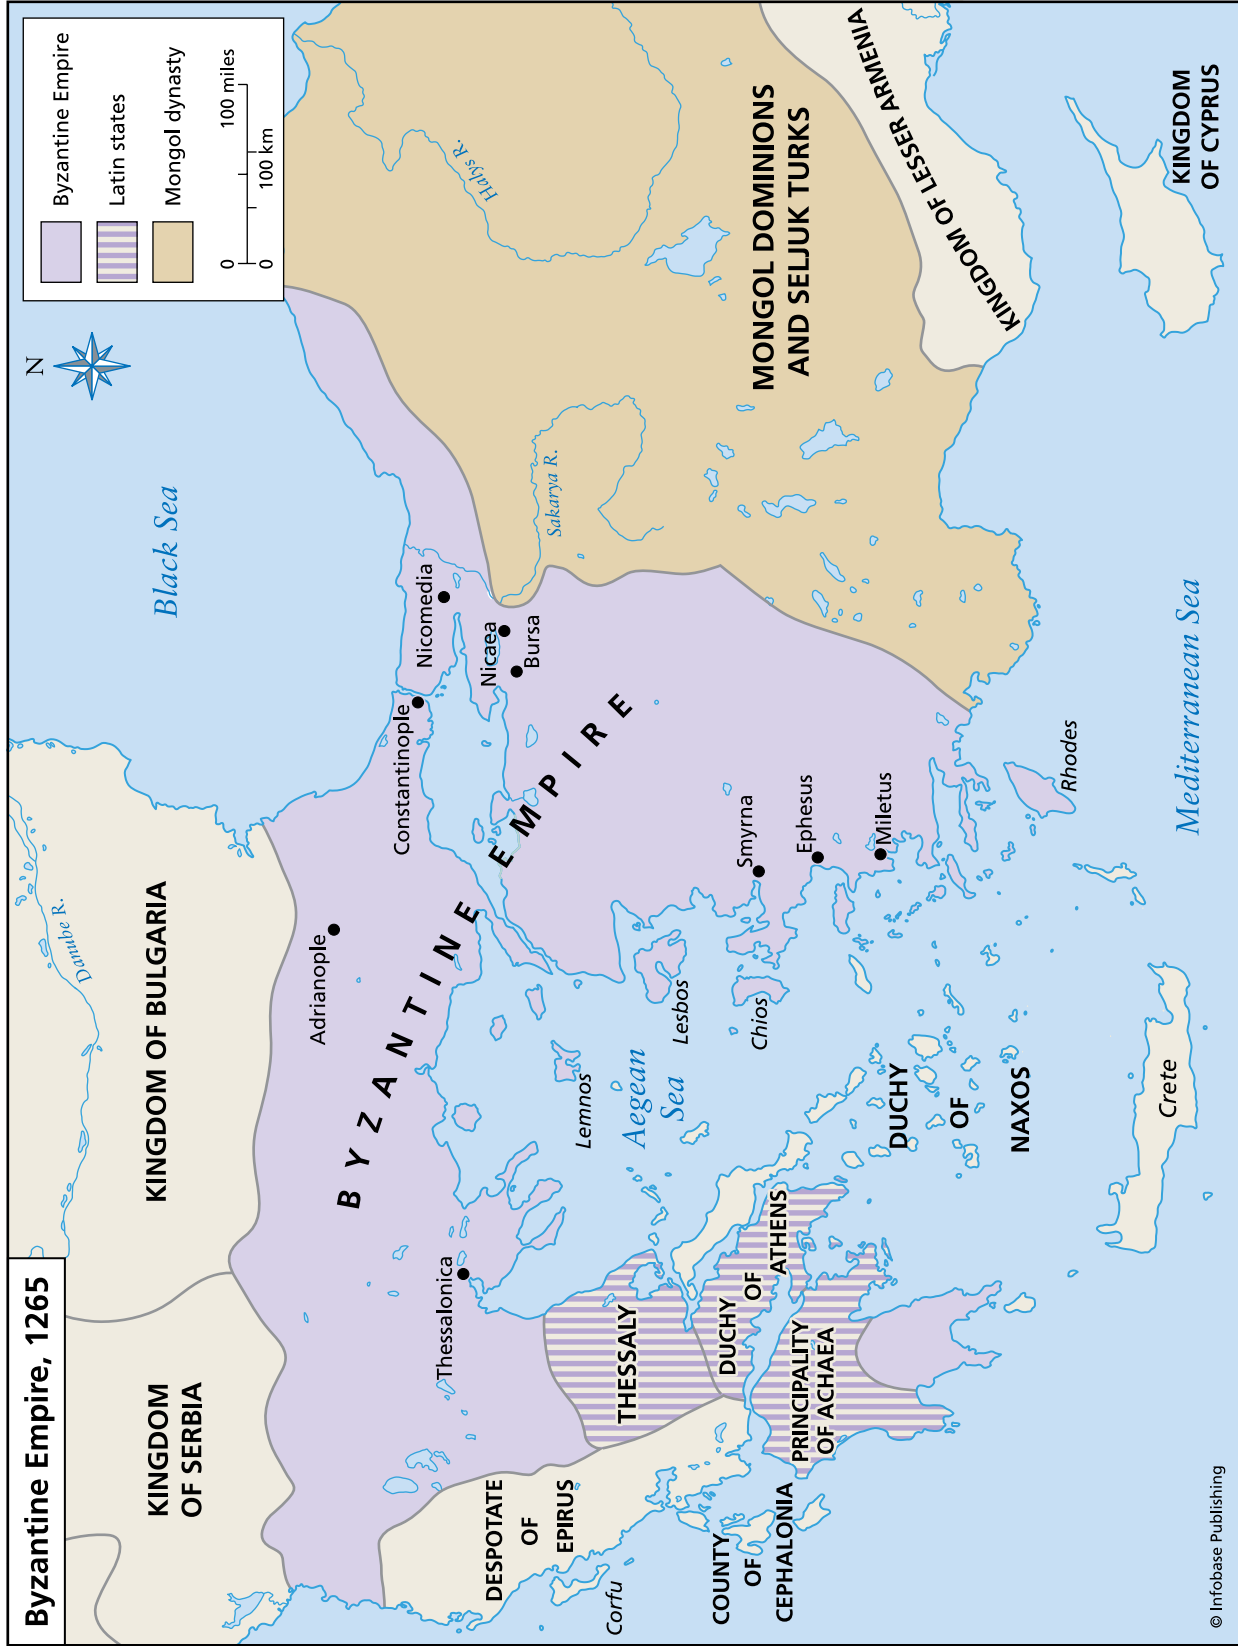 Byzantine Empire, 1265
Byzantine Empire
Latin states
Mongol dynasty
0 100 miles
0 100 km
N
KINGDOM
OF SERBIA
KINGDOM OF BULGARIA
Danube R.
Black Sea
Halys R.
Sakarya R.
BYZANTINE EMPIRE
Adrianople
Constantinople
Nicomedia
Nicaea
Bursa
Thessalonica
MONGOL DOMINIONS
AND SELJUK TURKS
KINGDOM OF LESSER ARMENIA
KINGDOM
OF CYPRUS
DESPOTATE
OF
EPIRUS
Corfu
THESSALY
Lemnos
Aegean
Sea
Lesbos
Chios
Smyrna
Ephesus
Miletus
COUNTY
OF
CEPHALONIA
DUCHY
OF
ATHENS
PRINCIPALITY
OF ACHAEA
DUCHY
OF
NAXOS
Rhodes
Crete
Mediterranean Sea
© Infobase Publishing